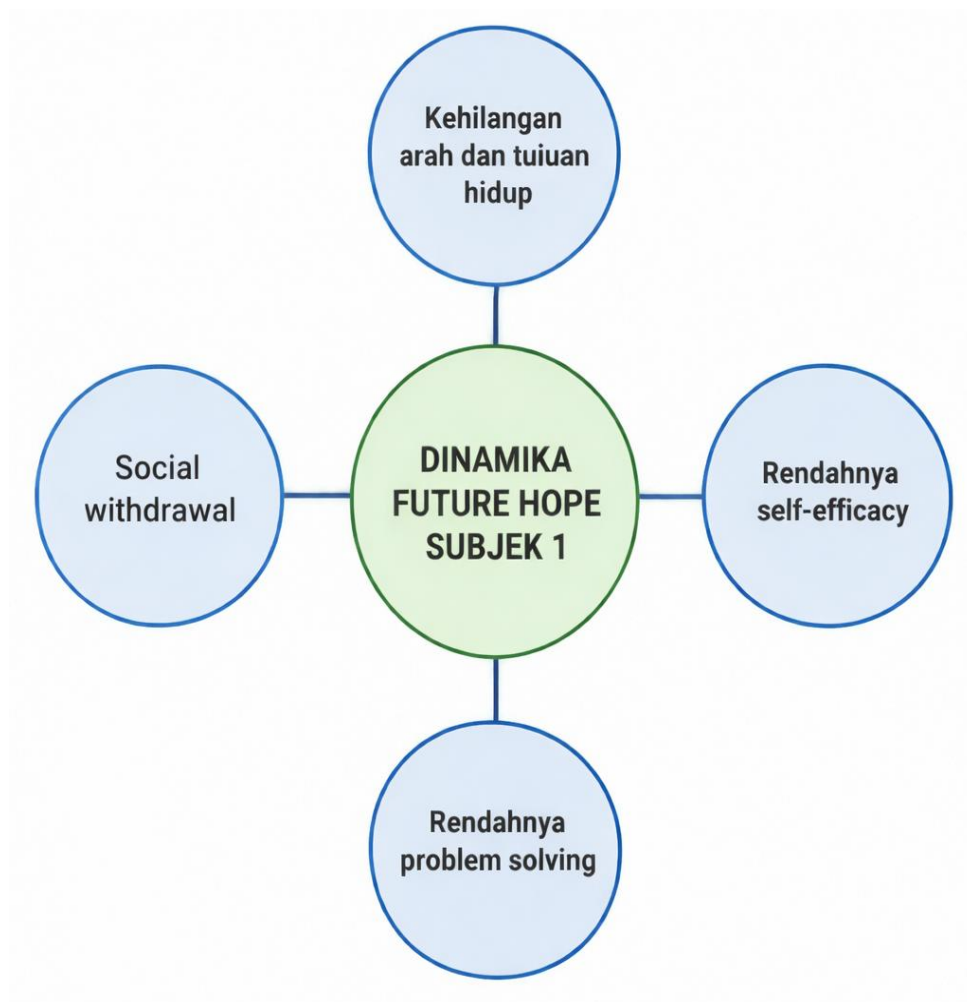 Kehilangan
arah dan tuiuan
hidup
Social
withdrawal
DINAMIKA
FUTURE HOPE
SUBJEK 1
Rendahnya
self-efficacy
Rendahnya
problem solving